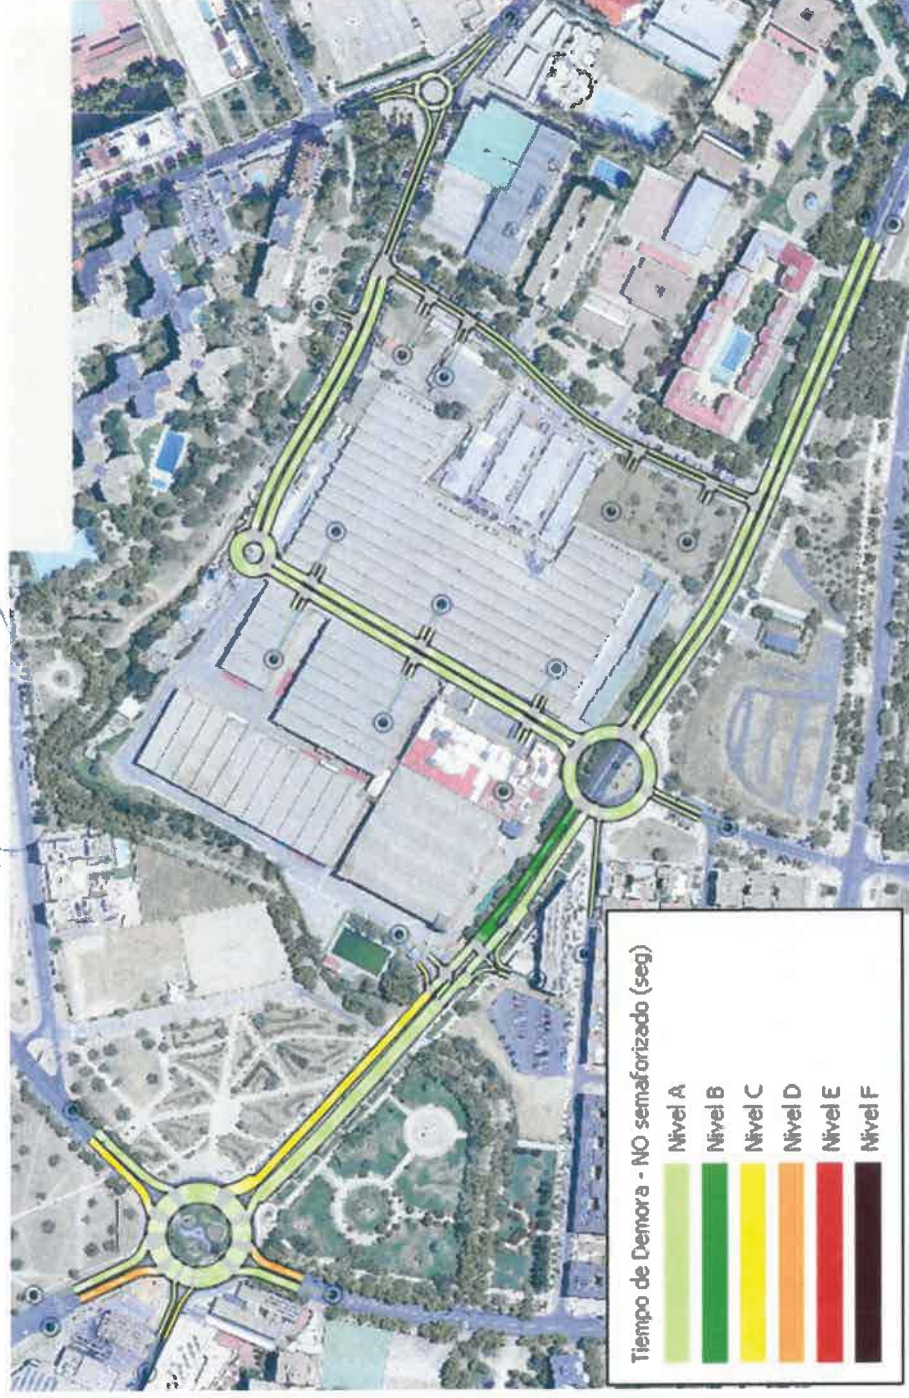 Tiempo de Demora - NO semaforizado (seg)
Nivel A
Nivel B
Nivel C
Nivel D
Nivel E
Nivel F